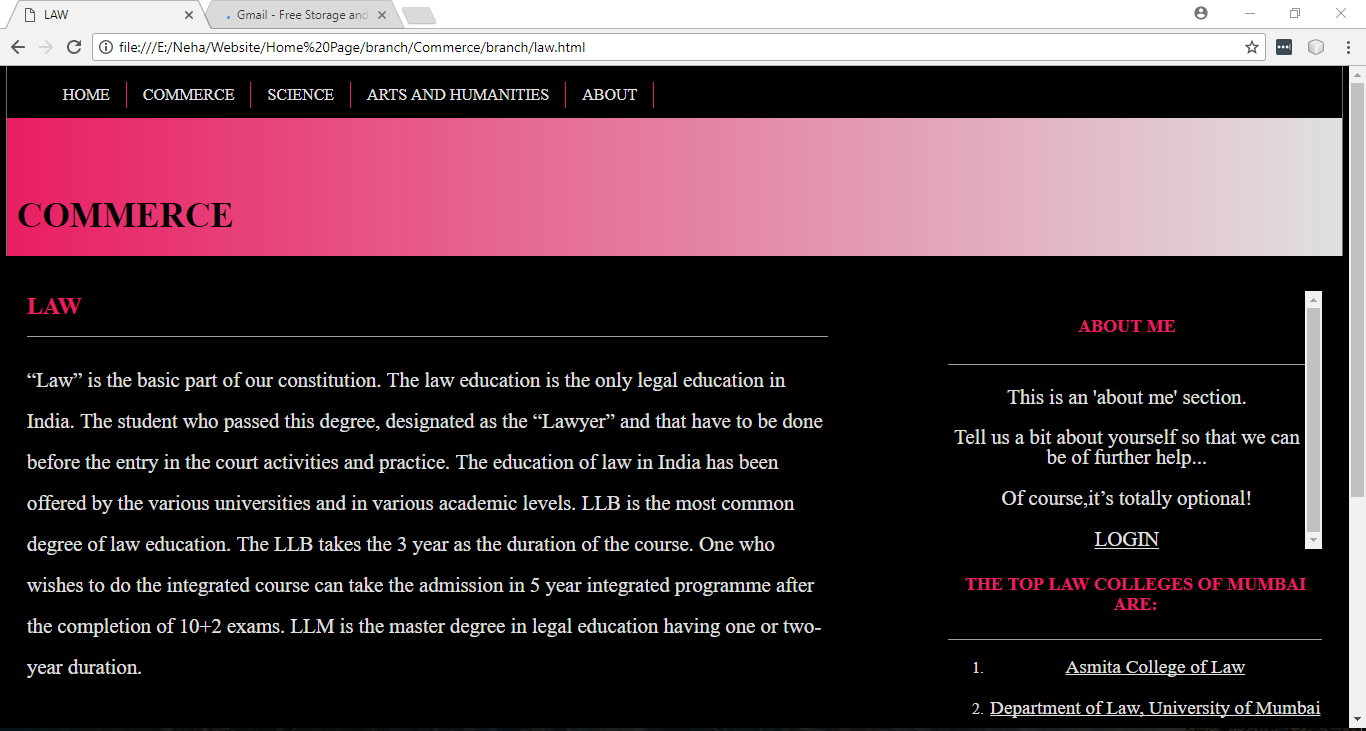 LAW
Gmail - Free Storage and
file:///E:/Neha/Website/Home%20Page/branch/Commerce/branch/law.html
HOME COMMERCE SCIENCE ARTS AND HUMANITIES ABOUT
COMMERCE
LAW
“Law” is the basic part of our constitution. The law education is the only legal education in
India. The student who passed this degree, designated as the “Lawyer” and that have to be done
before the entry in the court activities and practice. The education of law in India has been
offered by the various universities and in various academic levels. LLB is the most common
degree of law education. The LLB takes the 3 year as the duration of the course. One who
wishes to do the integrated course can take the admission in 5 year integrated programme after
the completion of 10+2 exams. LLM is the master degree in legal education having one or two-
year duration.
ABOUT ME
This is an 'about me' section.
Tell us a bit about yourself so that we can
be of further help...
Of course,it’s totally optional!
LOGIN
THE TOP LAW COLLEGES OF MUMBAI
ARE:
1. Asmita College of Law
2. Department of Law, University of Mumbai